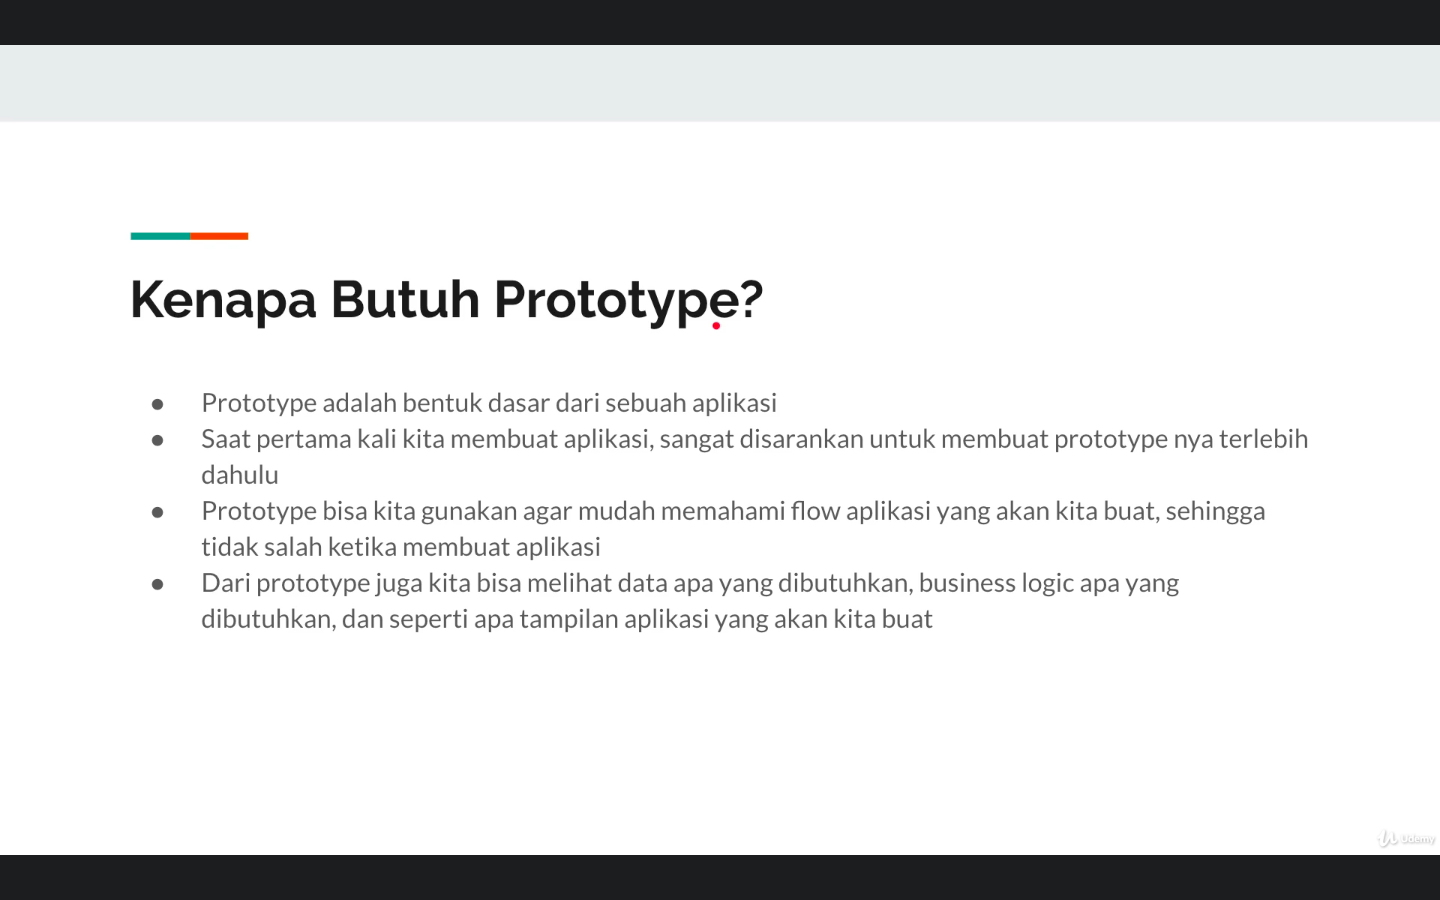 Kenapa Butuh Prototype?
● Prototype adalah bentuk dasar dari sebuah aplikasi
● Saat pertama kali kita membuat aplikasi, sangat disarankan untuk membuat prototype nya terlebih
dahulu
● Prototype bisa kita gunakan agar mudah memahami flow aplikasi yang akan kita buat, sehingga
tidak salah ketika membuat aplikasi
● Dari prototype juga kita bisa melihat data apa yang dibutuhkan, business logic apa yang
dibutuhkan, dan seperti apa tampilan aplikasi yang akan kita buat
Udemy